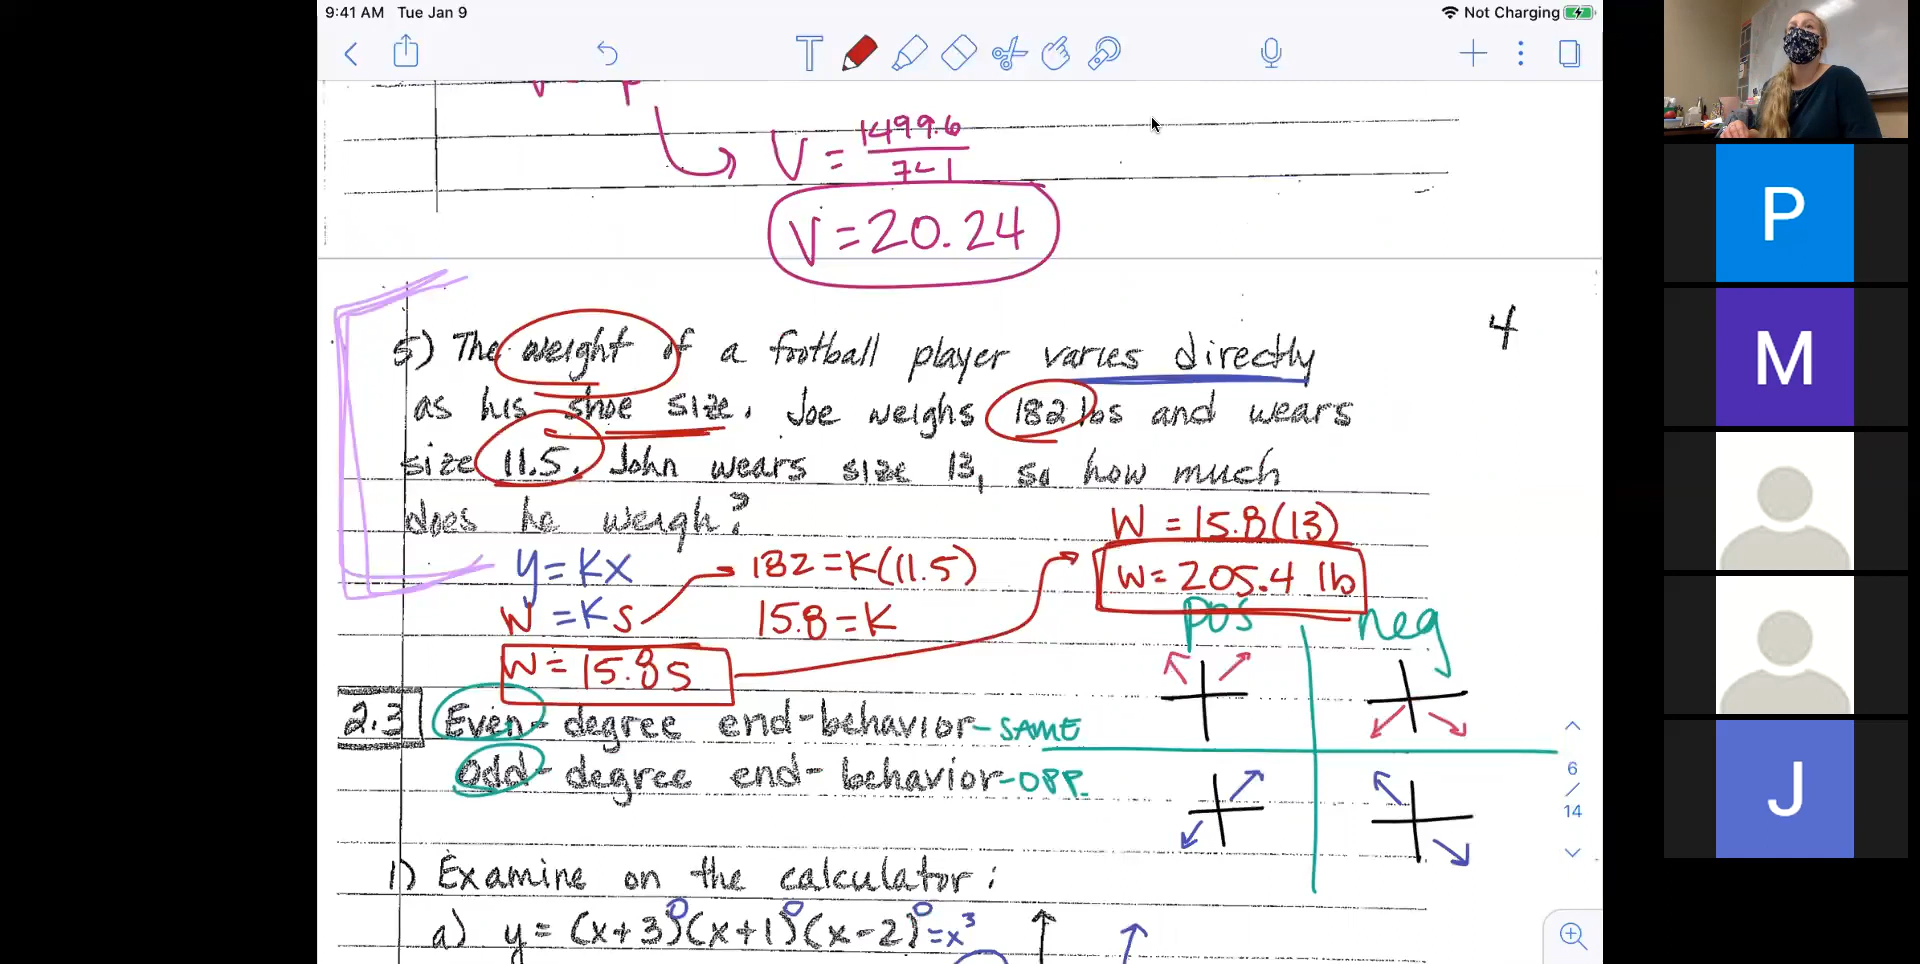 9:41 AM Tue Jan 9
Not Charging
V = 1499.6
74.1
V = 20.24
4
5) The weight of a football player varies directly
as his shoe size. Joe weighs 182 lbs and wears
size 11.5. John wears size 13, so how much
does he weigh?
W = 15.8(13)
y = Kx
182 = K(11.5)
W = 205.4 lb
W = Ks
15.8 = K
pos
neg
W = 15.8s
2.3
Even-degree end-behavior - SAME
Odd-degree end-behavior - OPP.
6
/
14
1) Examine on the calculator:
a) y = (x+3)(x+1)(x-2) = x³
T
P
M
J